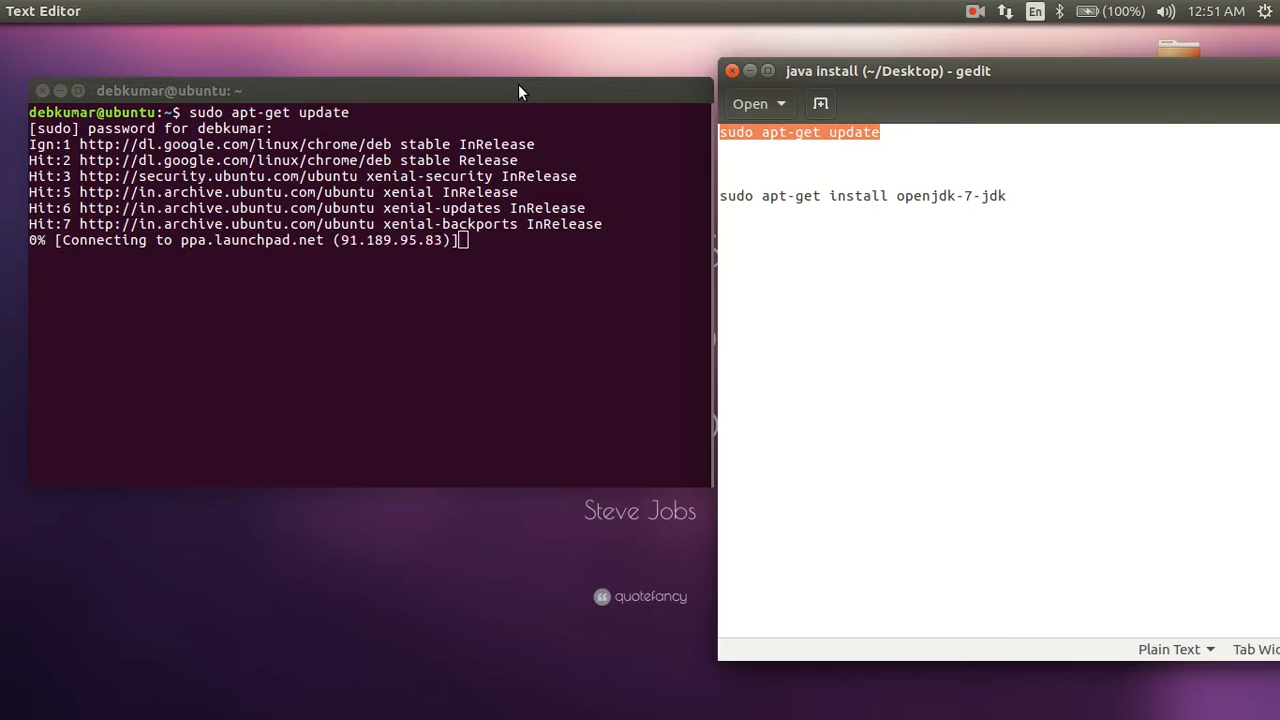 Text Editor
En
(100%)
12:51 AM
debkumar@ubuntu: ~
debkumar@ubuntu:~$ sudo apt-get update
[sudo] password for debkumar:
Ign:1 http://dl.google.com/linux/chrome/deb stable InRelease
Hit:2 http://dl.google.com/linux/chrome/deb stable Release
Hit:3 http://security.ubuntu.com/ubuntu xenial-security InRelease
Hit:5 http://in.archive.ubuntu.com/ubuntu xenial InRelease
Hit:6 http://in.archive.ubuntu.com/ubuntu xenial-updates InRelease
Hit:7 http://in.archive.ubuntu.com/ubuntu xenial-backports InRelease
0% [Connecting to ppa.launchpad.net (91.189.95.83)]
java install (~/Desktop) - gedit
Open
sudo apt-get update
sudo apt-get install openjdk-7-jdk
Steve Jobs
quotefancy
Plain Text
Tab Wi